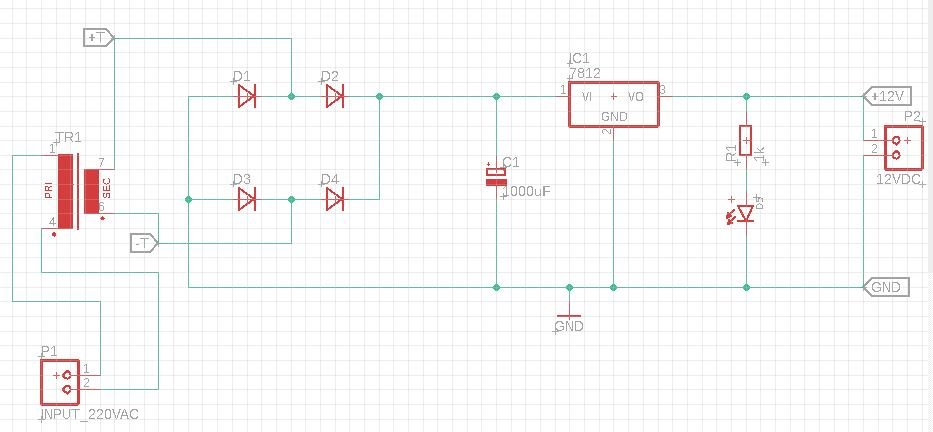 +T
D1
D2
IC1
7812
1
VI
+
VO
3
GND
2
+12V
P2
1
+
2
12VDC
TR1
1
7
PRI
SEC
4
6
D3
D4
C1
1000uF
R1
1k
-T
GND
GND
P1
+
1
2
INPUT_220VAC